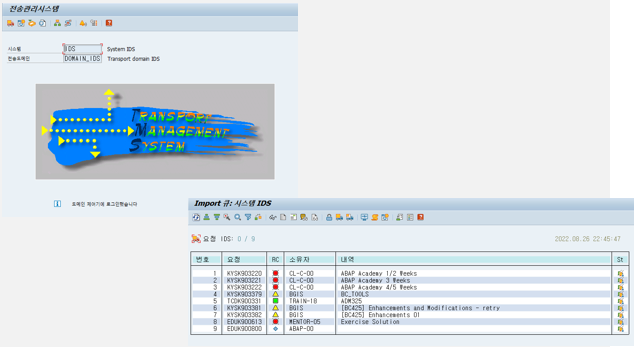 전송관리시스템
시스템 IDS System IDS
전송도메인 DOMAIN_IDS Transport domain IDS
TRANSPORT
MANAGEMENT
SYSTEM
도메인 제어기에 로그인했습니다
Import 큐: 시스템 IDS
요청 IDS: 0 / 9 2022.08.26 22:45:47
번호 요청 RC 소유자 내역 St
1 KYSK903220 CL-C-00 ABAP Academy 1/2 Weeks
2 KYSK903221 CL-C-00 ABAP Academy 3 Weeks
3 KYSK903222 CL-C-00 ABAP Academy 4/5 Weeks
4 KYSK903379 BGIS BC_TOOLS
5 TCDK900331 TRAIN-18 ADM325
6 KYSK903381 BGIS [BC425] Enhancements and Modifications - retry
7 KYSK903382 BGIS [BC425] Enhancements 01
8 EDUK900513 MENTOR-05 Exercise Solution
9 EDUK900800 ABAP-00